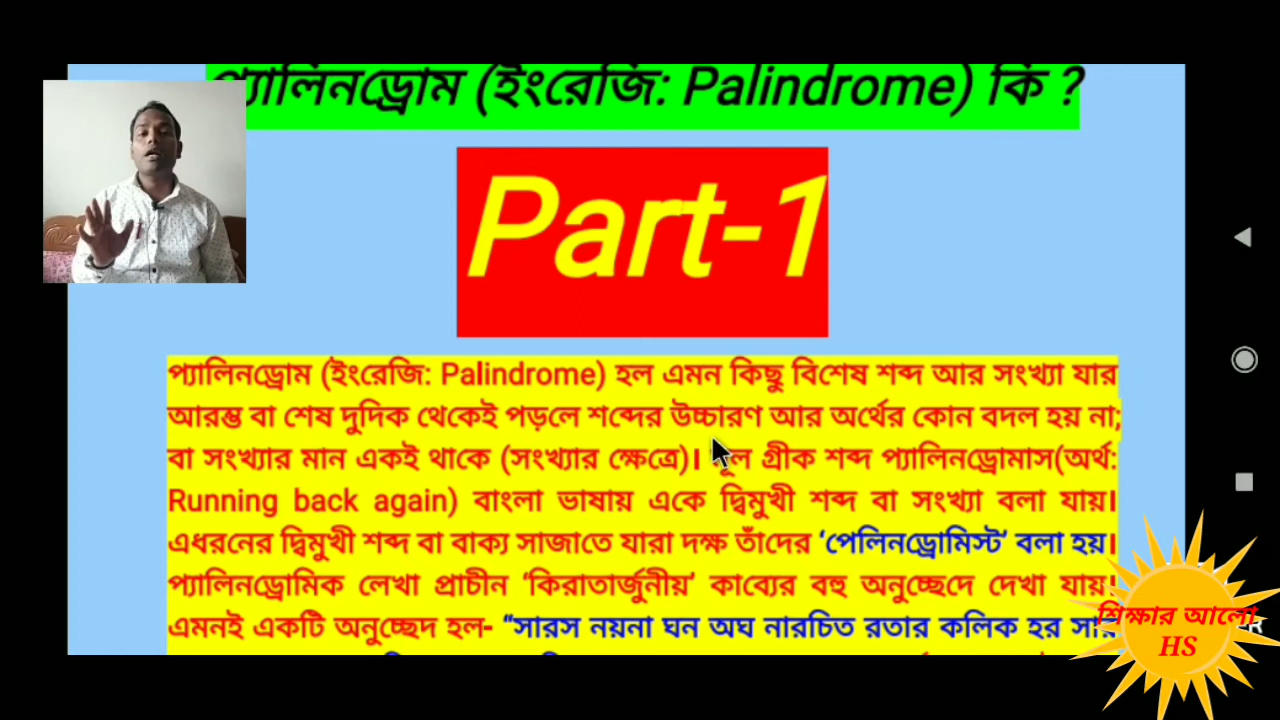 প্যালিনড্রোম (ইংরেজি: Palindrome) কি ?
Part-1
প্যালিনড্রোম (ইংরেজি: Palindrome) হল এমন কিছু বিশেষ শব্দ আর সংখ্যা যার
আরম্ভ বা শেষ দুদিক থেকেই পড়লে শব্দের উচ্চারণ আর অর্থের কোন বদল হয় না;
বা সংখ্যার মান একই থাকে (সংখ্যার ক্ষেত্রে)। মূল গ্রীক শব্দ প্যালিনড্রোমাস(অর্থ:
Running back again) বাংলা ভাষায় একে দ্বিমুখী শব্দ বা সংখ্যা বলা যায়।
এধরনের দ্বিমুখী শব্দ বা বাক্য সাজাতে যারা দক্ষ তাঁদের ‘পেলিনড্রোমিস্ট’ বলা হয়।
প্যালিনড্রোমিক লেখা প্রাচীন ‘কিরাতার্জুনীয়’ কাব্যের বহু অনুচ্ছেদে দেখা যায়।
এমনই একটি অনুচ্ছেদ হল- “সারস নয়না ঘন অঘ নারচিত রতার কলিক হর সার
শিক্ষার আলো
HS